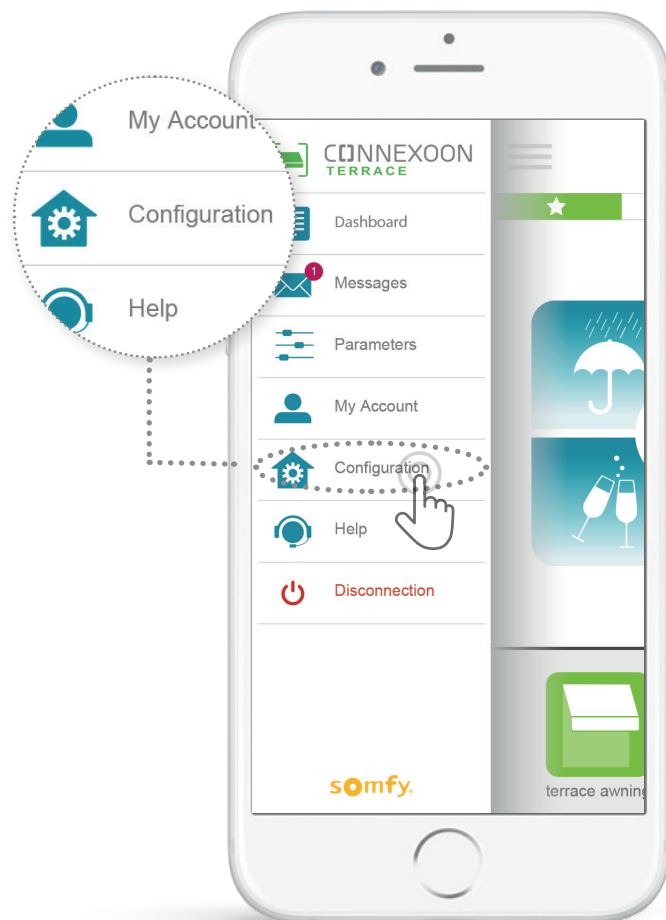 My Account
Configuration
Help
CONNEXOON
TERRACE
Dashboard
1
Messages
Parameters
My Account
Configuration
Help
Disconnection
somfy.
terrace awning